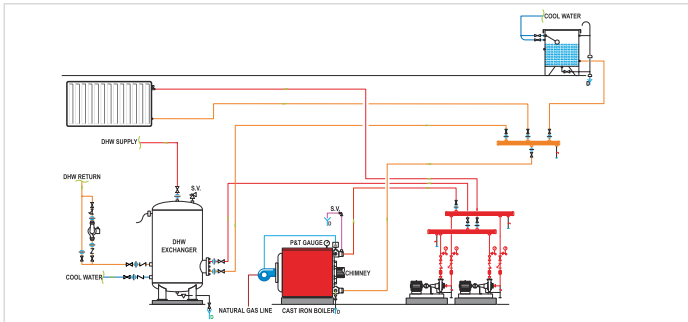 COOL WATER
DHW SUPPLY
DHW RETURN
S.V.
S.V.
P&T GAUGE
DHW
EXCHANGER
CHIMNEY
COOL WATER
NATURAL GAS LINE
CAST IRON BOILER